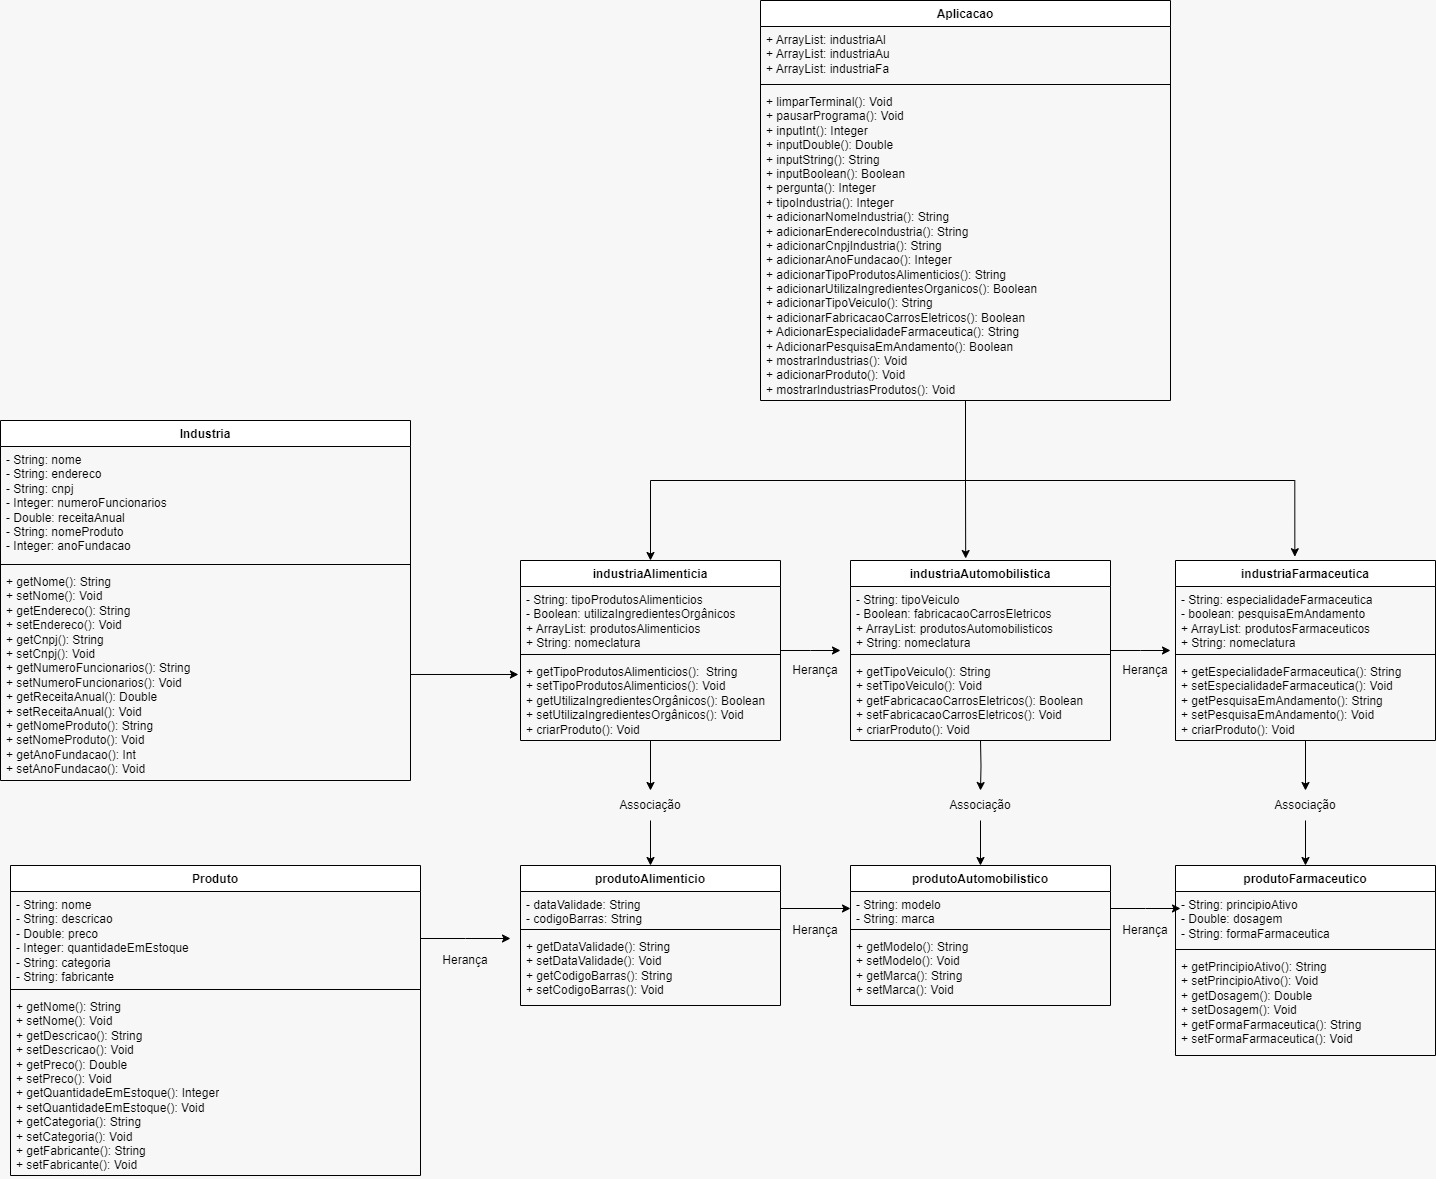 Aplicacao
+ ArrayList: industriaAl
+ ArrayList: industriaAu
+ ArrayList: industriaFa
+ limparTerminal(): Void
+ pausarPrograma(): Void
+ inputInt(): Integer
+ inputDouble(): Double
+ inputString(): String
+ inputBoolean(): Boolean
+ pergunta(): Integer
+ tipoIndustria(): Integer
+ adicionarNomeIndustria(): String
+ adicionarEnderecoIndustria(): String
+ adicionarCnpjIndustria(): String
+ adicionarAnoFundacao(): Integer
+ adicionarTipoProdutosAlimenticios(): String
+ adicionarUtilizaIngredientesOrganicos(): Boolean
+ adicionarTipoVeiculo(): String
+ adicionarFabricacaoCarrosEletricos(): Boolean
+ AdicionarEspecialidadeFarmaceutica(): String
+ AdicionarPesquisaEmAndamento(): Boolean
+ mostrarIndustrias(): Void
+ adicionarProduto(): Void
+ mostrarIndustriasProdutos(): Void
Industria
- String: nome
- String: endereco
- String: cnpj
- Integer: numeroFuncionarios
- Double: receitaAnual
- String: nomeProduto
- Integer: anoFundacao
+ getNome(): String
+ setNome(): Void
+ getEndereco(): String
+ setEndereco(): Void
+ getCnpj(): String
+ setCnpj(): Void
+ getNumeroFuncionarios(): String
+ setNumeroFuncionarios(): Void
+ getReceitaAnual(): Double
+ setReceitaAnual(): Void
+ getNomeProduto(): String
+ setNomeProduto(): Void
+ getAnoFundacao(): Int
+ setAnoFundacao(): Void
industriaAlimenticia
- String: tipoProdutosAlimenticios
- Boolean: utilizaIngredientesOrgânicos
+ ArrayList: produtosAlimenticios
+ String: nomeclatura
+ getTipoProdutosAlimenticios():  String
+ setTipoProdutosAlimenticios(): Void
+ getUtilizaIngredientesOrgânicos(): Boolean
+ setUtilizaIngredientesOrgânicos(): Void
+ criarProduto(): Void
Herança
industriaAutomobilistica
- String: tipoVeiculo
- Boolean: fabricacaoCarrosEletricos
+ ArrayList: produtosAutomobilisticos
+ String: nomeclatura
+ getTipoVeiculo(): String
+ setTipoVeiculo(): Void
+ getFabricacaoCarrosEletricos(): Boolean
+ setFabricacaoCarrosEletricos(): Void
+ criarProduto(): Void
Herança
industriaFarmaceutica
- String: especialidadeFarmaceutica
- boolean: pesquisaEmAndamento
+ ArrayList: produtosFarmaceuticos
+ String: nomeclatura
+ getEspecialidadeFarmaceutica(): String
+ setEspecialidadeFarmaceutica(): Void
+ getPesquisaEmAndamento(): String
+ setPesquisaEmAndamento(): Void
+ criarProduto(): Void
Associação
Associação
Associação
Produto
- String: nome
- String: descricao
- Double: preco
- Integer: quantidadeEmEstoque
- String: categoria
- String: fabricante
+ getNome(): String
+ setNome(): Void
+ getDescricao(): String
+ setDescricao(): Void
+ getPreco(): Double
+ setPreco(): Void
+ getQuantidadeEmEstoque(): Integer
+ setQuantidadeEmEstoque(): Void
+ getCategoria(): String
+ setCategoria(): Void
+ getFabricante(): String
+ setFabricante(): Void
Herança
produtoAlimenticio
- dataValidade: String
- codigoBarras: String
+ getDataValidade(): String
+ setDataValidade(): Void
+ getCodigoBarras(): String
+ setCodigoBarras(): Void
Herança
produtoAutomobilistico
- String: modelo
- String: marca
+ getModelo(): String
+ setModelo(): Void
+ getMarca(): String
+ setMarca(): Void
Herança
produtoFarmaceutico
- String: principioAtivo
- Double: dosagem
- String: formaFarmaceutica
+ getPrincipioAtivo(): String
+ setPrincipioAtivo(): Void
+ getDosagem(): Double
+ setDosagem(): Void
+ getFormaFarmaceutica(): String
+ setFormaFarmaceutica(): Void